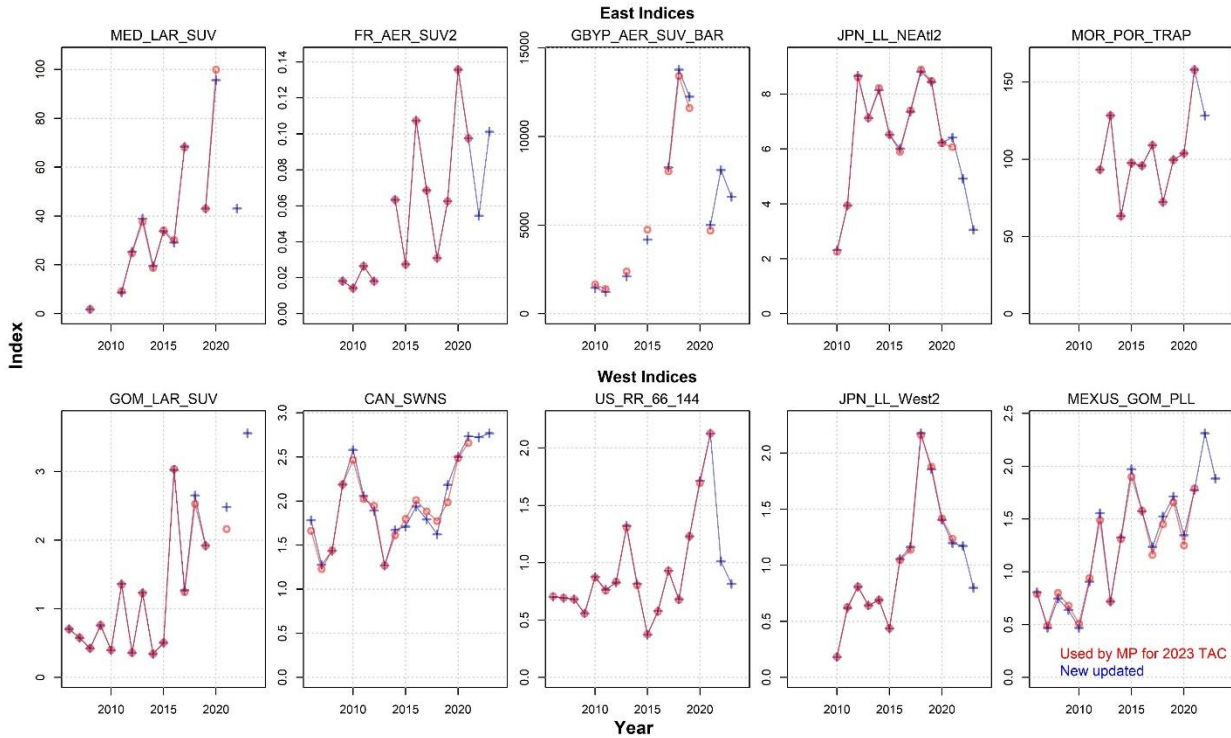 East Indices
MED_LAR_SUV
FR_AER_SUV2
GBYP_AER_SUV_BAR
JPN_LL_NEAtl2
MOR_POR_TRAP
100
80
60
40
20
0
0.14
0.12
0.10
0.08
0.06
0.04
0.02
0.00
15000
10000
5000
0
8
6
4
2
0
150
100
50
0
2010 2015 2020
2010 2015 2020
2010 2015 2020
2010 2015 2020
2010 2015 2020
Index
West Indices
GOM_LAR_SUV
CAN_SWNS
US_RR_66_144
JPN_LL_West2
MEXUS_GOM_PLL
3
2
1
0
3.0
2.5
2.0
1.5
1.0
0.5
0.0
2.0
1.5
1.0
0.5
0.0
2.0
1.5
1.0
0.5
0.0
2.5
2.0
1.5
1.0
0.5
0.0
Used by MP for 2023 TAC
New updated
2010 2015 2020
2010 2015 2020
2010 2015 2020
2010 2015 2020
2010 2015 2020
Year